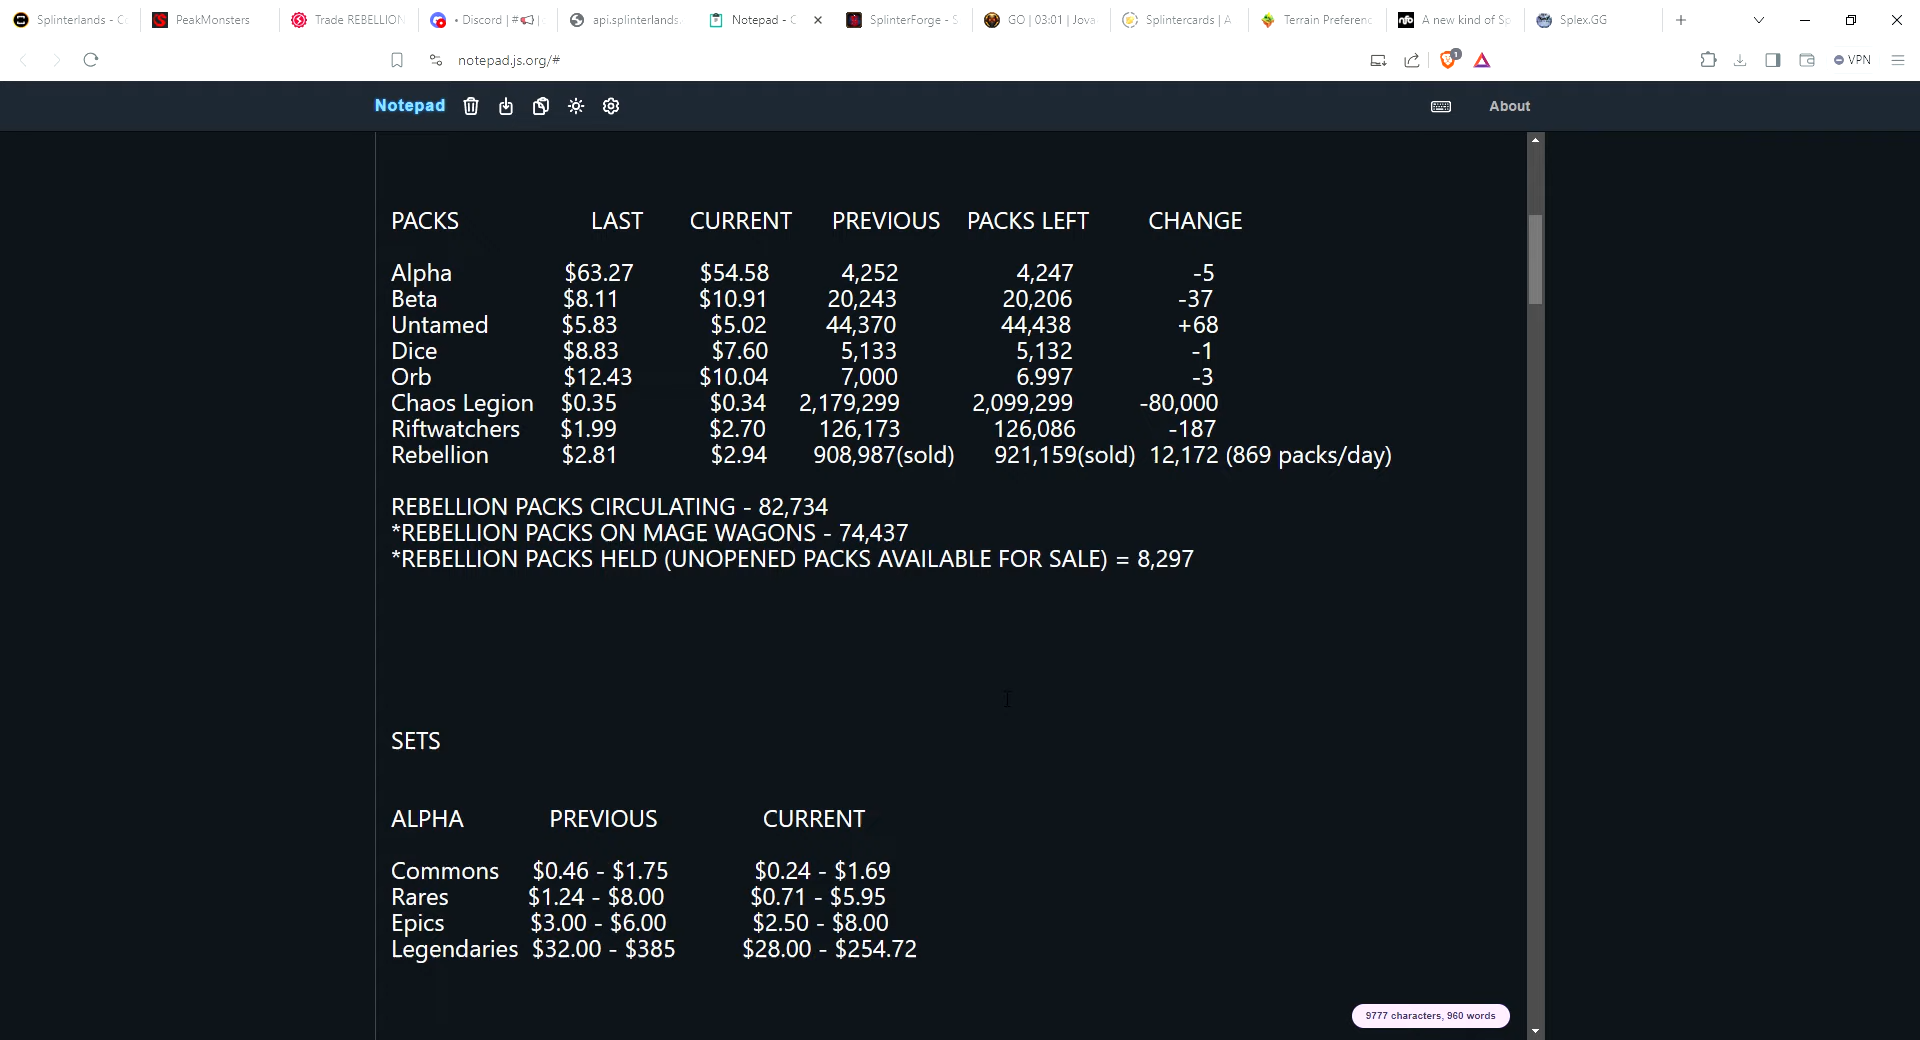 Splinterlands - Co
PeakMonsters
Trade REBELLION
• Discord | #
api.splinterlands.
Notepad - C
SplinterForge - S
GO | 03:01 | Jova
Splintercards | A
Terrain Preferenc
A new kind of Sp
Splex.GG
notepad.js.org/#
1
VPN
Notepad
About
PACKS LAST CURRENT PREVIOUS PACKS LEFT CHANGE
Alpha $63.27 $54.58 4,252 4,247 -5
Beta $8.11 $10.91 20,243 20,206 -37
Untamed $5.83 $5.02 44,370 44,438 +68
Dice $8.83 $7.60 5,133 5,132 -1
Orb $12.43 $10.04 7,000 6.997 -3
Chaos Legion $0.35 $0.34 2,179,299 2,099,299 -80,000
Riftwatchers $1.99 $2.70 126,173 126,086 -187
Rebellion $2.81 $2.94 908,987(sold) 921,159(sold) 12,172 (869 packs/day)
REBELLION PACKS CIRCULATING - 82,734
*REBELLION PACKS ON MAGE WAGONS - 74,437
*REBELLION PACKS HELD (UNOPENED PACKS AVAILABLE FOR SALE) = 8,297
SETS
ALPHA PREVIOUS CURRENT
Commons $0.46 - $1.75 $0.24 - $1.69
Rares $1.24 - $8.00 $0.71 - $5.95
Epics $3.00 - $6.00 $2.50 - $8.00
Legendaries $32.00 - $385 $28.00 - $254.72
9777 characters, 960 words